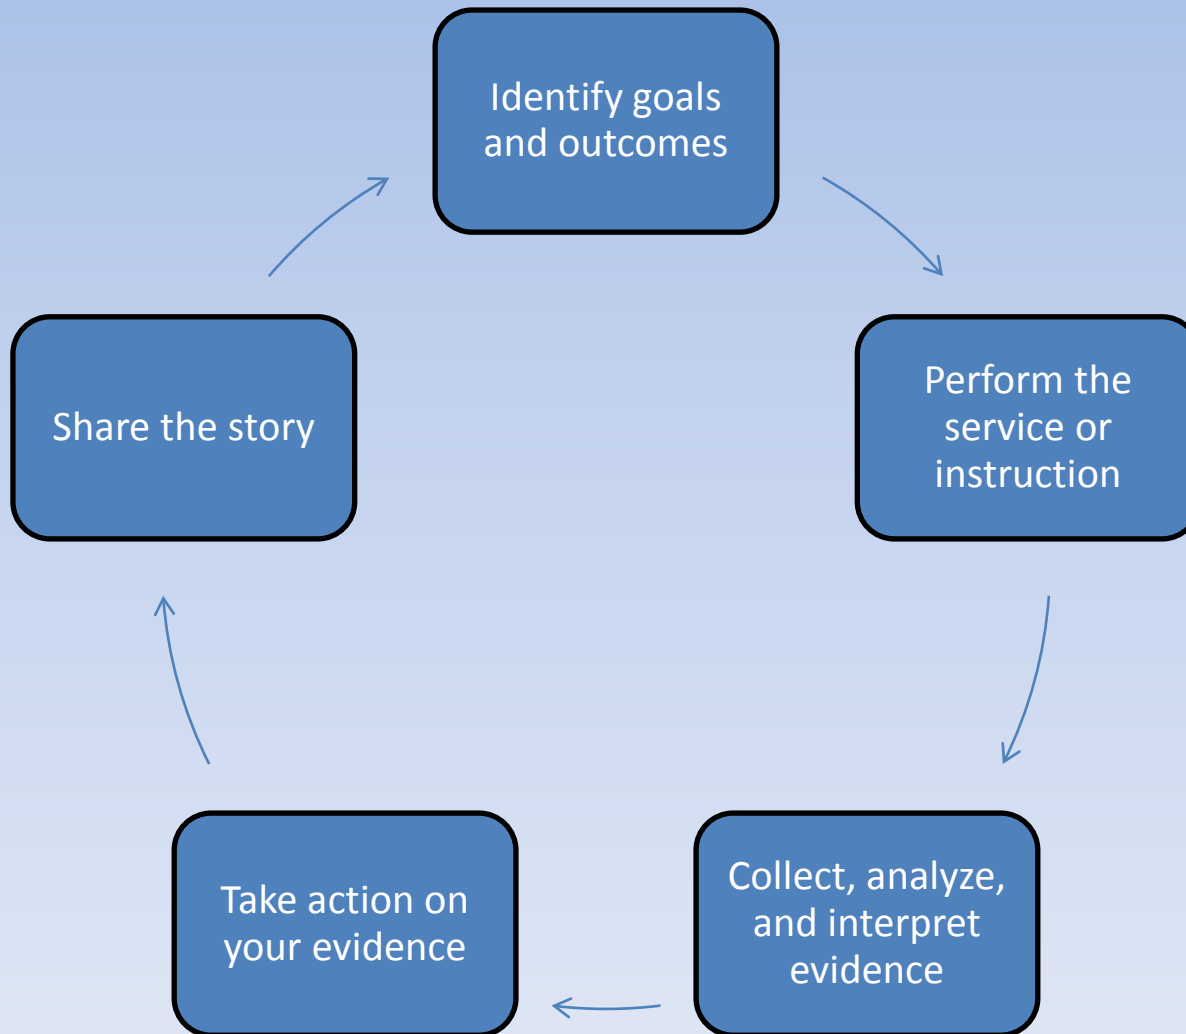 Identify goals
and outcomes
Perform the
service or
instruction
Collect, analyze,
and interpret
evidence
Take action on
your evidence
Share the story